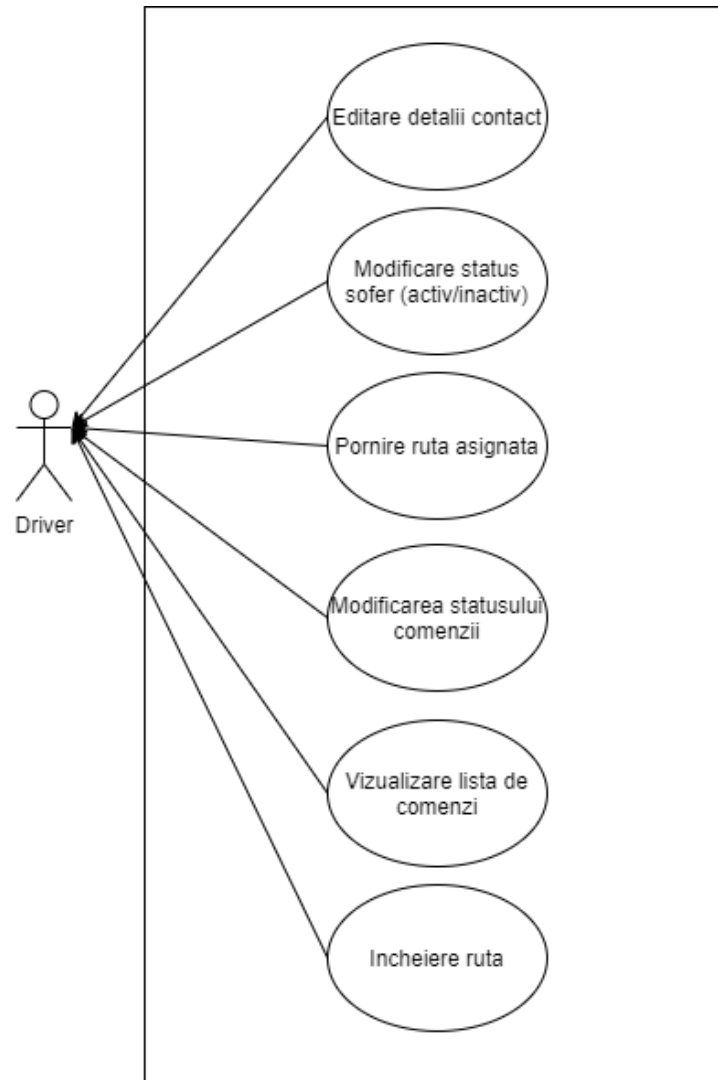 Editare detalii contact
Modificare status
sofer (activ/inactiv)
Pornire ruta asignata
Driver
Modificarea statusului
comenzii
Vizualizare lista de
comenzi
Incheiere ruta